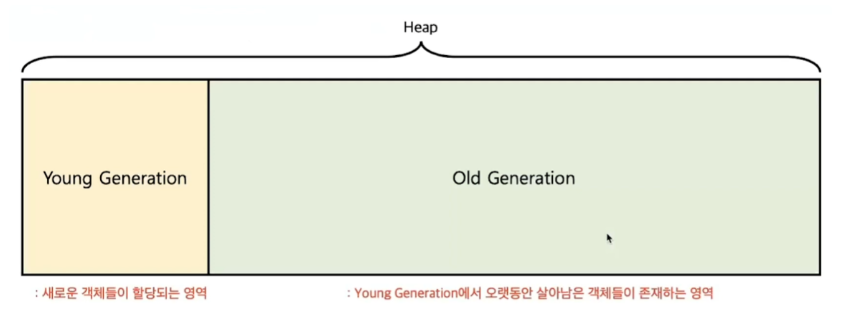 Heap
Young Generation
Old Generation
: 새로운 객체들이 할당되는 영역
: Young Generation에서 오랫동안 살아남은 객체들이 존재하는 영역